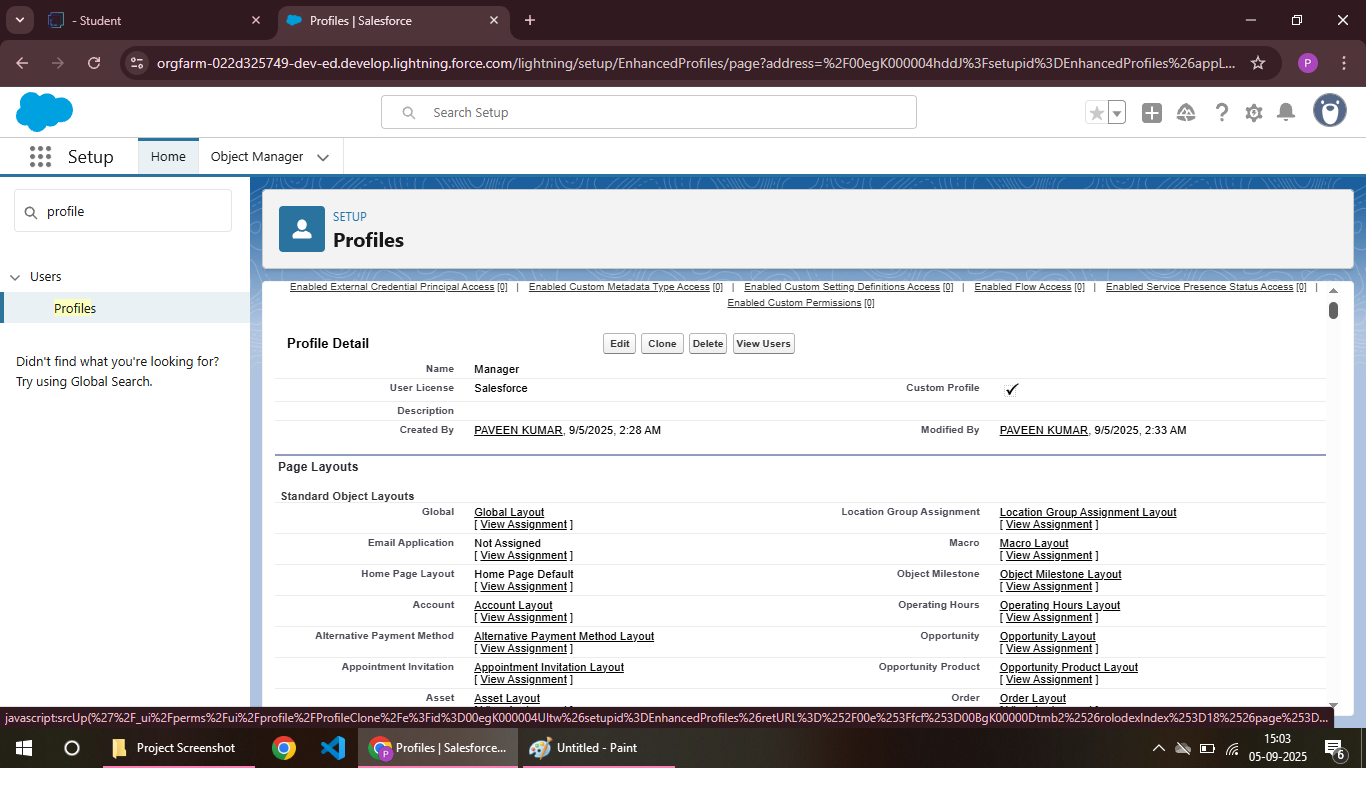 - Student
Profiles | Salesforce
orgfarm-022d325749-dev-ed.develop.lightning.force.com/lightning/setup/EnhancedProfiles/page?address=%2F00egK000004hddJ%3Fsetupid%3DEnhancedProfiles%26appL...
P
Search Setup
Setup
Home
Object Manager
profile
Users
Profiles
Didn't find what you're looking for?
Try using Global Search.
SETUP
Profiles
Enabled External Credential Principal Access [0] | Enabled Custom Metadata Type Access [0] | Enabled Custom Setting Definitions Access [0] | Enabled Flow Access [0] | Enabled Service Presence Status Access [0] |
Enabled Custom Permissions [0]
Profile Detail Edit Clone Delete View Users
Name Manager
User License Salesforce Custom Profile
Description
Created By PAVEEN KUMAR, 9/5/2025, 2:28 AM Modified By PAVEEN KUMAR, 9/5/2025, 2:33 AM
Page Layouts
Standard Object Layouts
Global Global Layout Location Group Assignment Location Group Assignment Layout
[ View Assignment ] [ View Assignment ]
Email Application Not Assigned Macro Macro Layout
[ View Assignment ] [ View Assignment ]
Home Page Layout Home Page Default Object Milestone Object Milestone Layout
[ View Assignment ] [ View Assignment ]
Account Account Layout Operating Hours Operating Hours Layout
[ View Assignment ] [ View Assignment ]
Alternative Payment Method Alternative Payment Method Layout Opportunity Opportunity Layout
[ View Assignment ] [ View Assignment ]
Appointment Invitation Appointment Invitation Layout Opportunity Product Opportunity Product Layout
[ View Assignment ] [ View Assignment ]
Asset Asset Layout Order Order Layout
javascript:srcUp(%27%2F_ui%2Fperms%2Fui%2Fprofile%2FProfileClone%2Fe%3Fid%3D00egK000004UItw%26setupid%3DEnhancedProfiles%26retURL%3D%252F00e%253Ffcf%253D00BgK00000Dtmb2%2526rolodexIndex%253D18%2526page%253D...
Project Screenshot
P
Profiles | Salesforce...
Untitled - Paint
15:03
05-09-2025
6